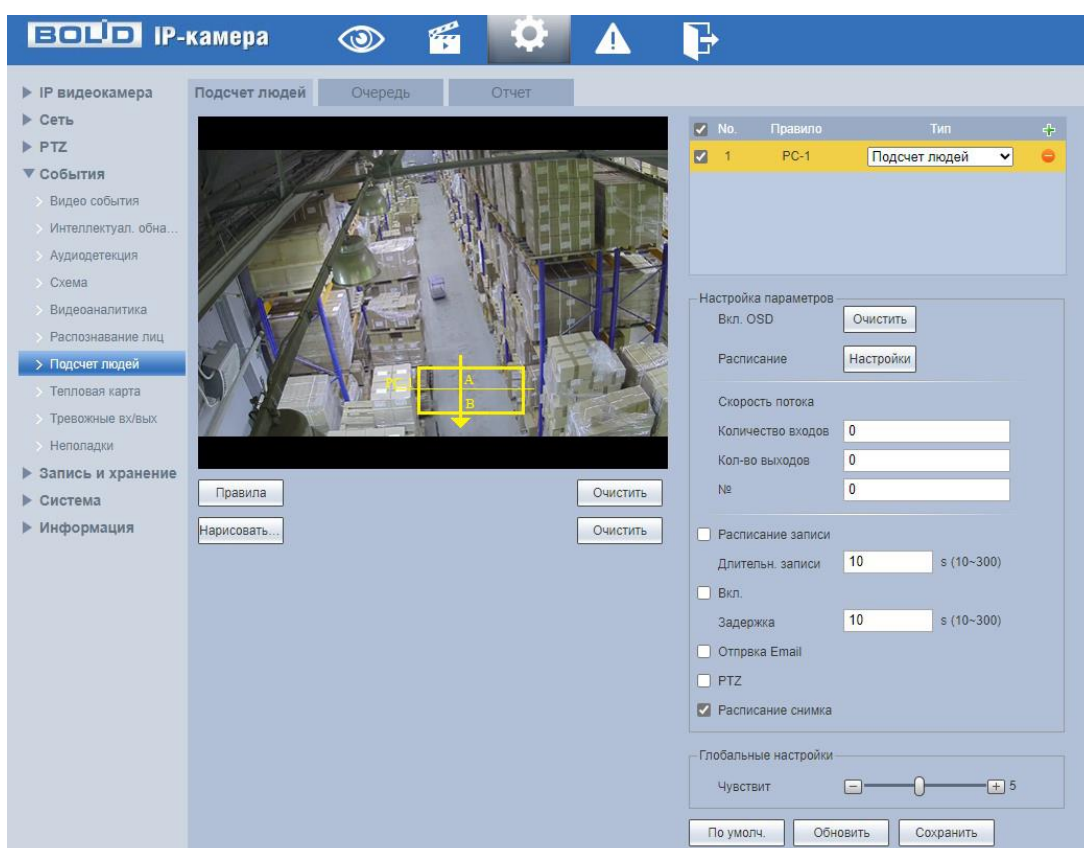 BOLID IP-камера
IP видеокамера
Сеть
PTZ
События
Видео события
Интеллектуал. обна...
Аудиодетекция
Схема
Видеоаналитика
Распознавание лиц
Подсчет людей
Тепловая карта
Тревожные вх/вых
Неполадки
Запись и хранение
Система
Информация
Подсчет людей Очередь Отчет
PC-1 A
B
Правила Очистить
Нарисовать... Очистить
No. Правило Тип
1 PC-1 Подсчет людей
Настройка параметров
Вкл. OSD Очистить
Расписание Настройки
Скорость потока
Количество входов 0
Кол-во выходов 0
№ 0
Расписание записи
Длительн. записи 10 s (10~300)
Вкл.
Задержка 10 s (10~300)
Отпрвка Email
PTZ
Расписание снимка
Глобальные настройки
Чувствит 5
По умолч. Обновить Сохранить